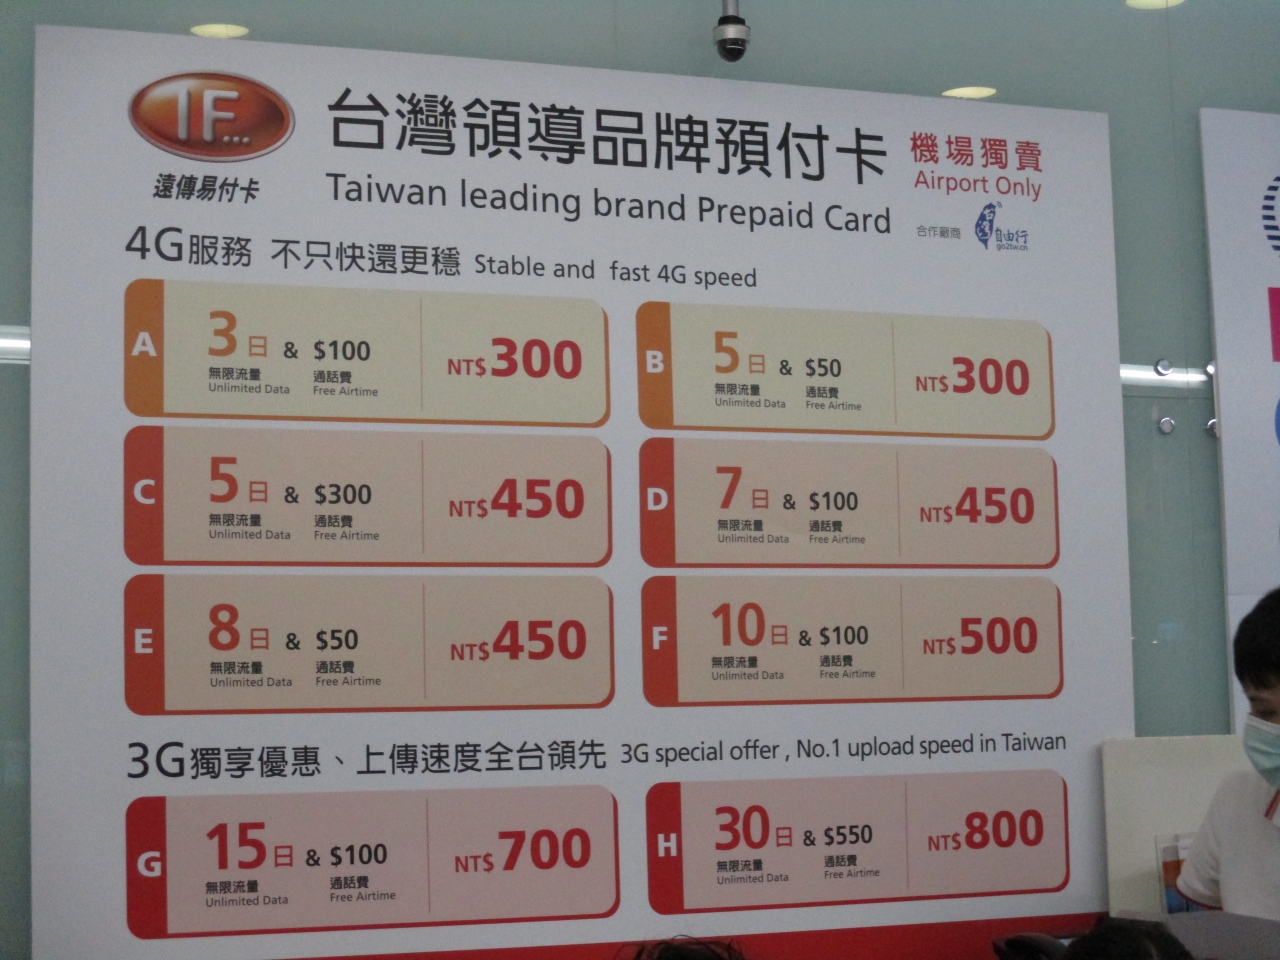 IF...
遠傳易付卡
台灣領導品牌預付卡
機場獨賣
Taiwan leading brand Prepaid Card
Airport Only
合作廠商
台灣
自由行
go2tw.cn
4G服務 不只快還更穩 Stable and fast 4G speed
A
3日 & $100
無限流量 通話費
Unlimited Data Free Airtime
NT$300
B
5日 & $50
無限流量 通話費
Unlimited Data Free Airtime
NT$300
C
5日 & $300
無限流量 通話費
Unlimited Data Free Airtime
NT$450
D
7日 & $100
無限流量 通話費
Unlimited Data Free Airtime
NT$450
E
8日 & $50
無限流量 通話費
Unlimited Data Free Airtime
NT$450
F
10日 & $100
無限流量 通話費
Unlimited Data Free Airtime
NT$500
3G獨享優惠、上傳速度全台領先 3G special offer , No.1 upload speed in Taiwan
G
15日 & $100
無限流量 通話費
Unlimited Data Free Airtime
NT$700
H
30日 & $550
無限流量 通話費
Unlimited Data Free Airtime
NT$800